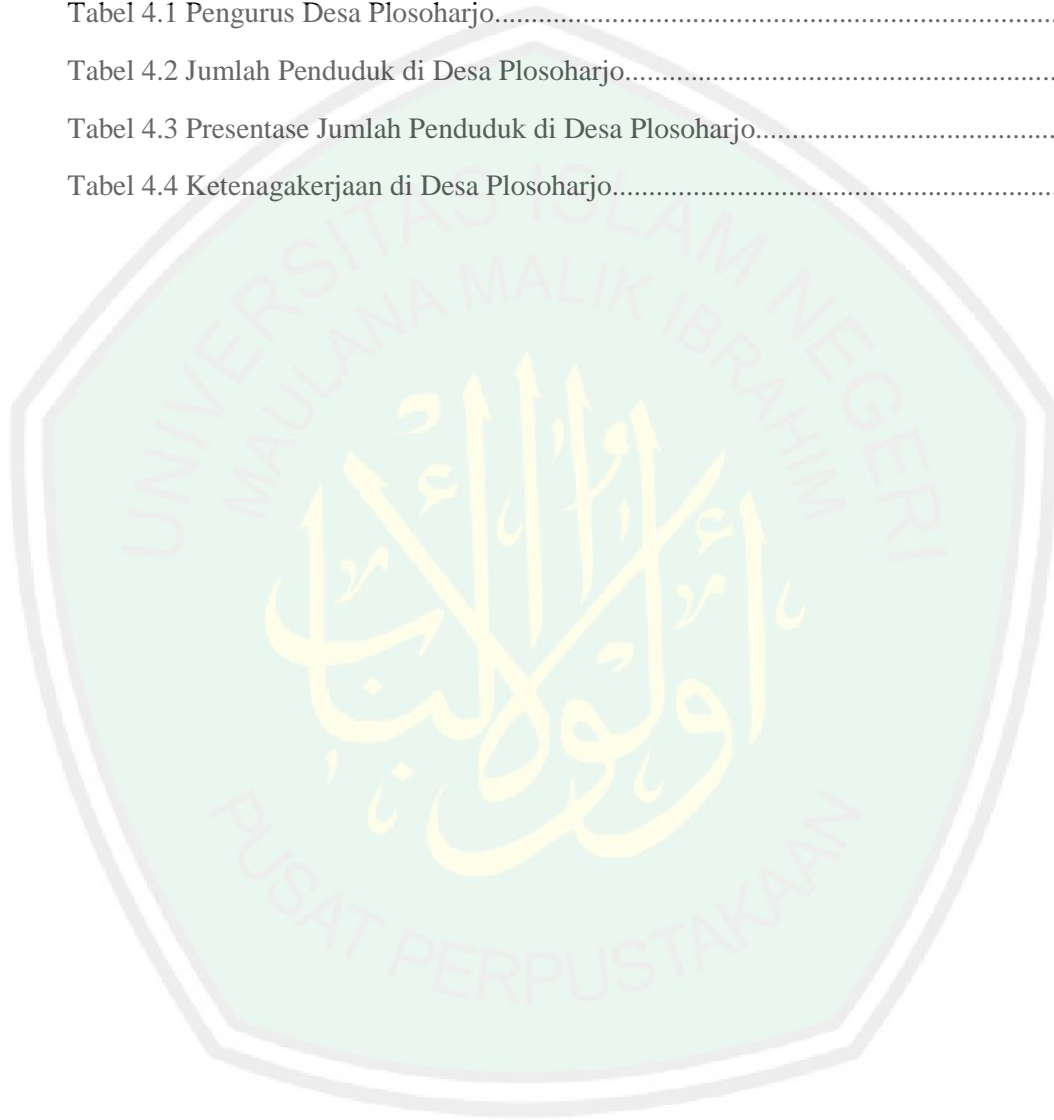 Tabel 4.1 Pengurus Desa Plosoharjo........................................................................................
Tabel 4.2 Jumlah Penduduk di Desa Plosoharjo....................................................................
Tabel 4.3 Presentase Jumlah Penduduk di Desa Plosoharjo................................................
Tabel 4.4 Ketenagakerjaan di Desa Plosoharjo......................................................................
UNIVERSITAS ISLAM NEGERI
MAULANA MALIK IBRAHIM
أولوا الألباب
PUSAT PERPUSTAKAAN